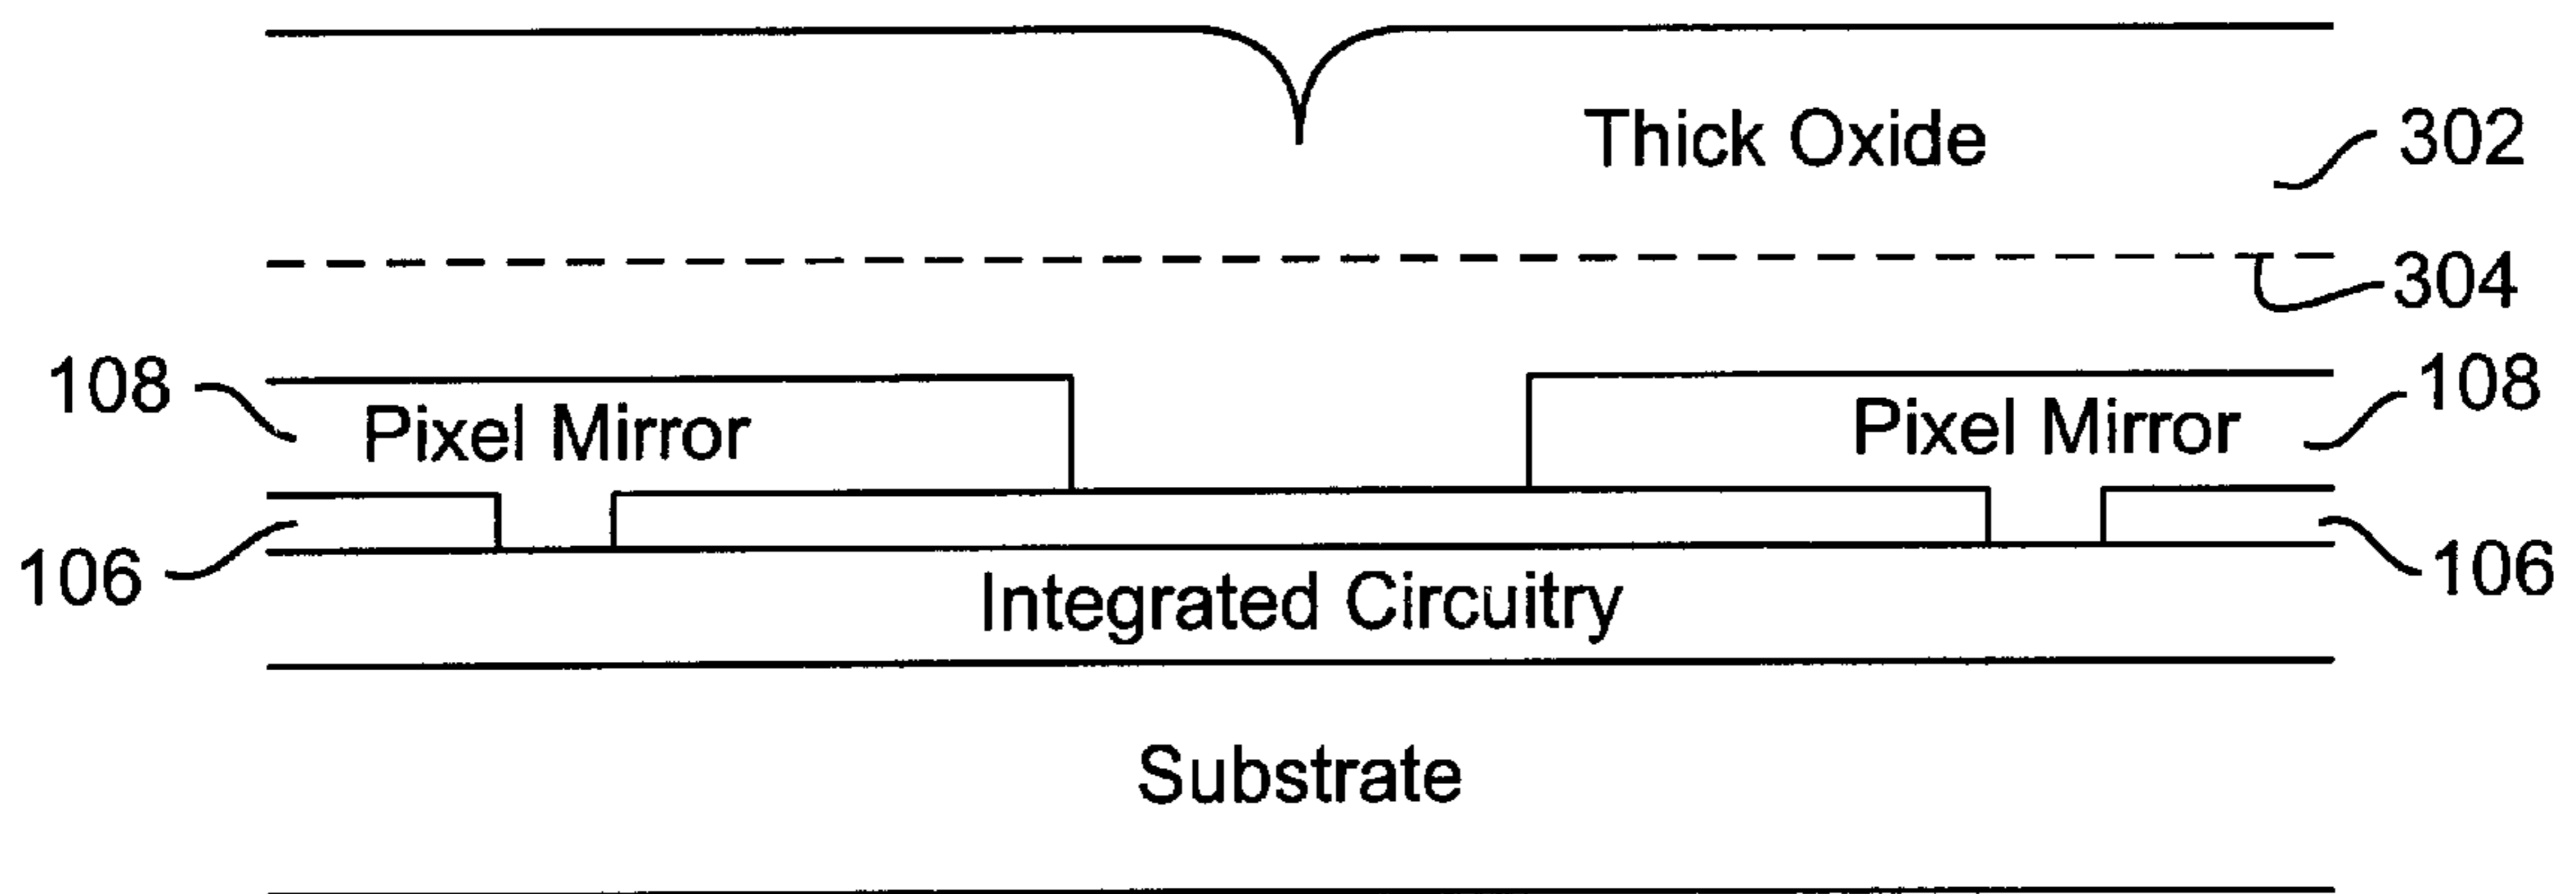 Thick Oxide
302
304
108
Pixel Mirror
Pixel Mirror
108
106
Integrated Circuitry
106
Substrate